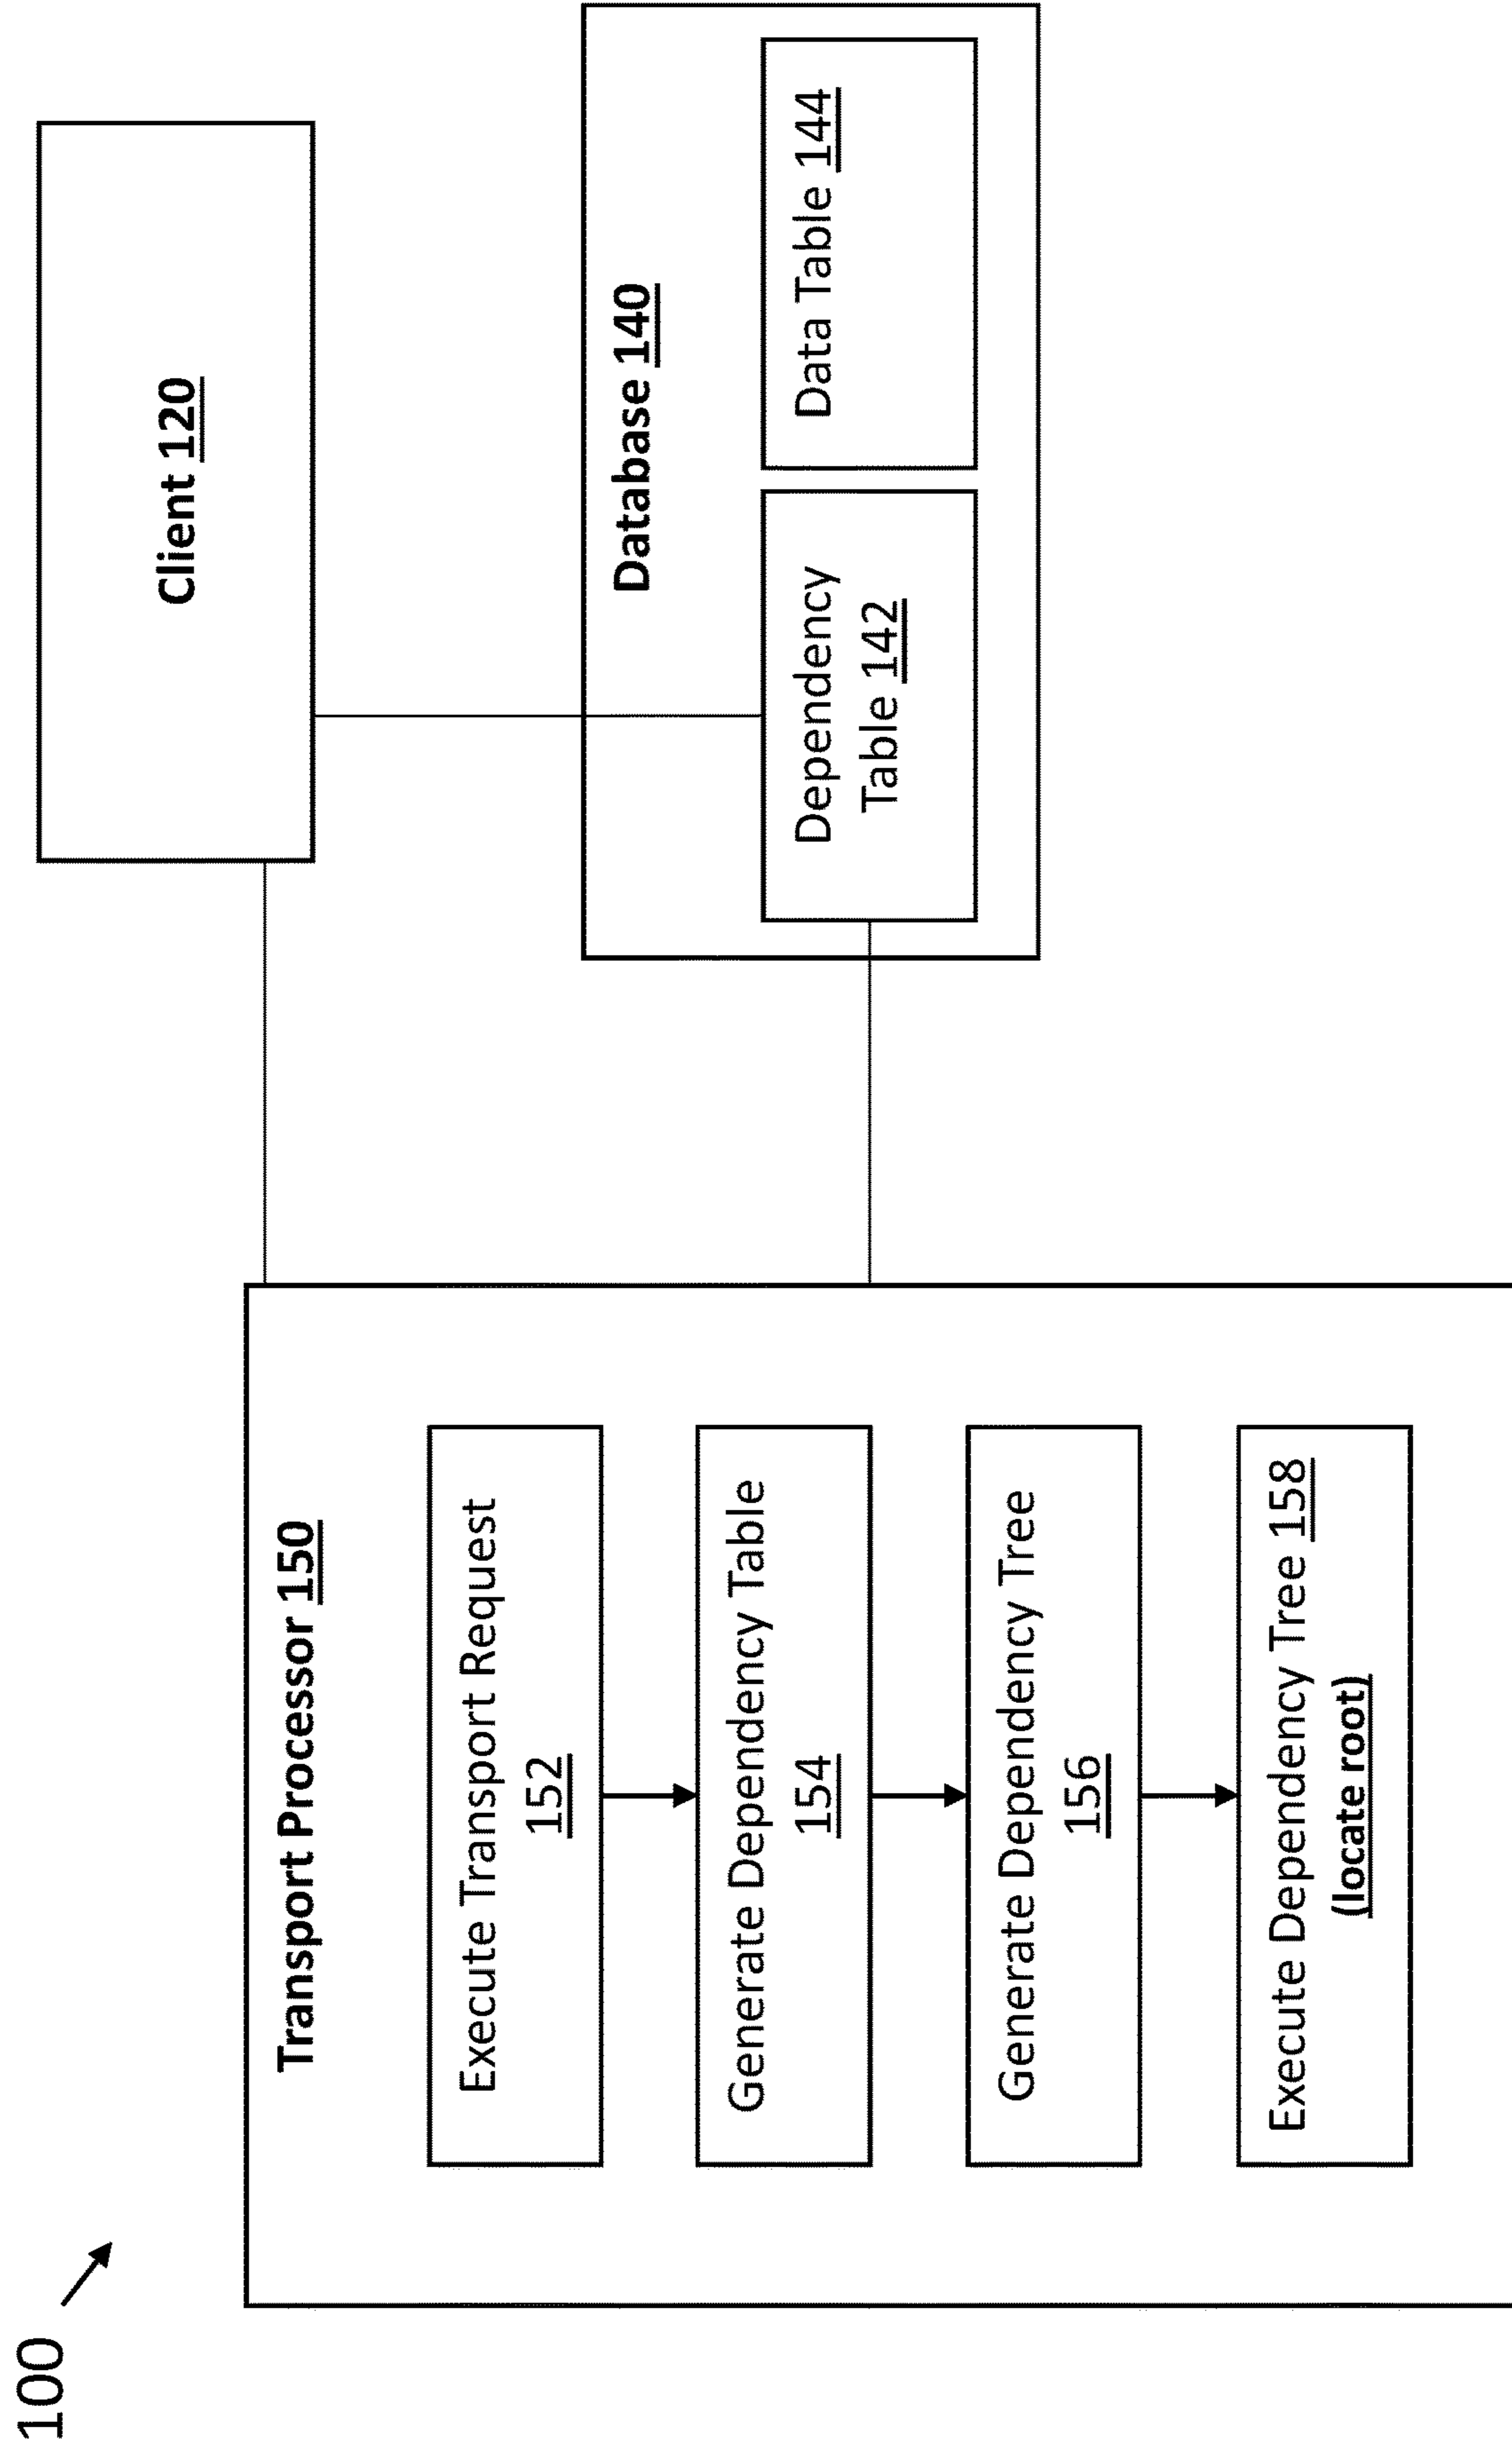 100
Transport Processor 150
Execute Transport Request
152
Generate Dependency Table
154
Generate Dependency Tree
156
Execute Dependency Tree 158
(locate root)
Client 120
Database 140
Dependency
Table 142
Data Table 144